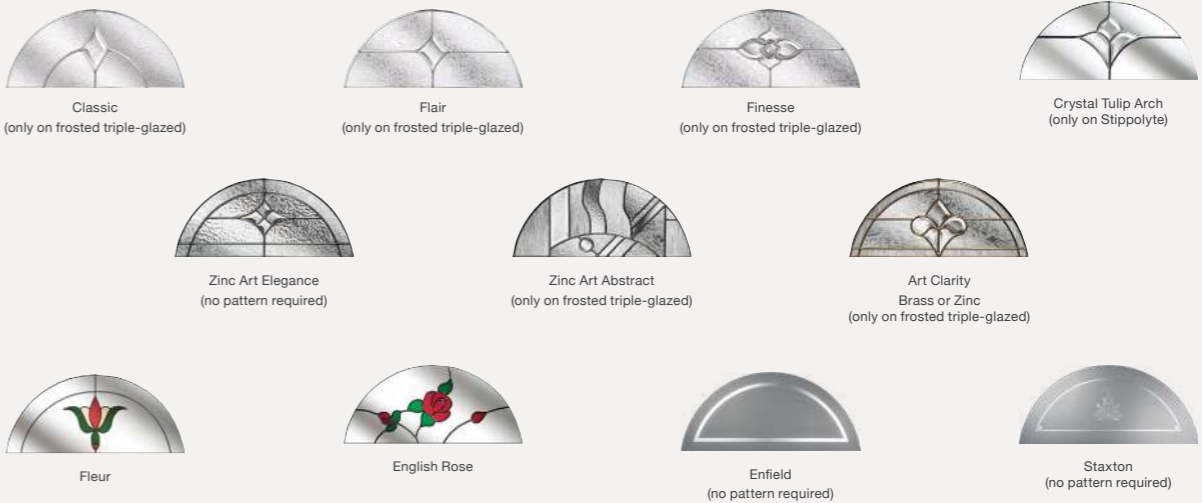 Classic
(only on frosted triple-glazed)
Flair
(only on frosted triple-glazed)
Finesse
(only on frosted triple-glazed)
Crystal Tulip Arch
(only on Stippolyte)
Zinc Art Elegance
(no pattern required)
Zinc Art Abstract
(only on frosted triple-glazed)
Art Clarity
Brass or Zinc
(only on frosted triple-glazed)
Fleur
English Rose
Enfield
(no pattern required)
Staxton
(no pattern required)